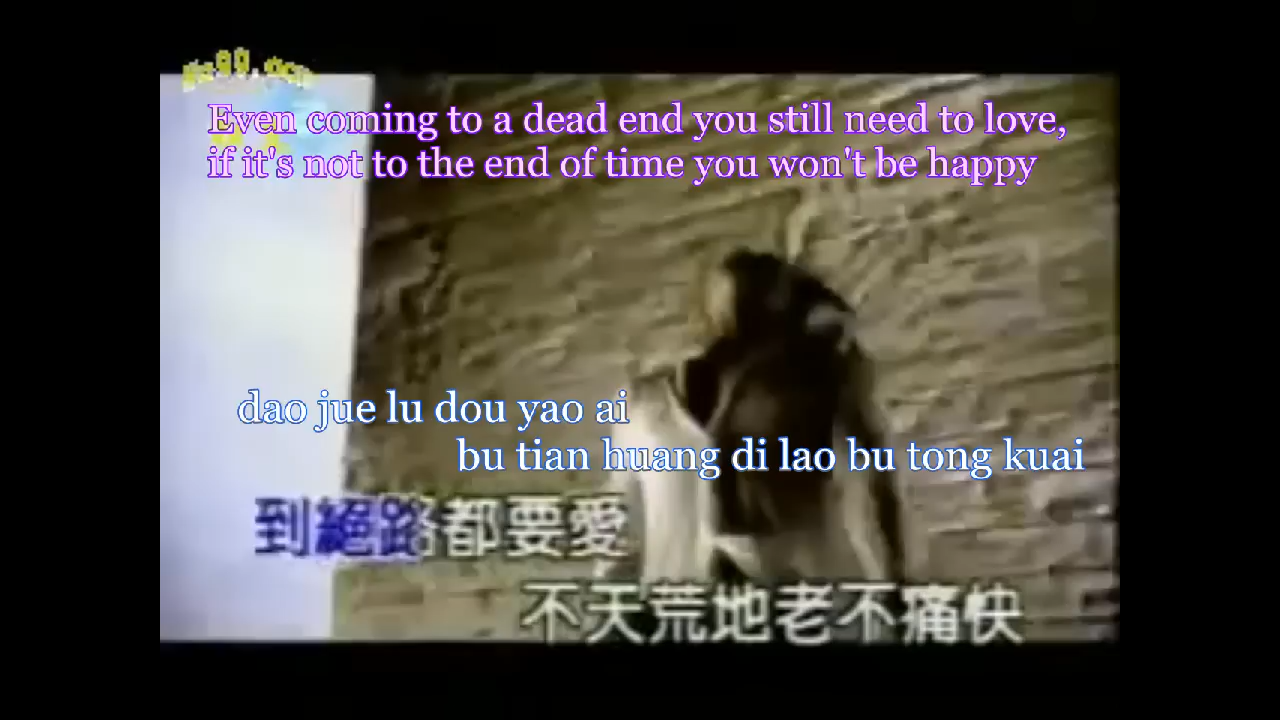 Even coming to a dead end you still need to love,
if it's not to the end of time you won't be happy
dao jue lu dou yao ai
bu tian huang di lao bu tong kuai
到絕路都要愛
不天荒地老不痛快